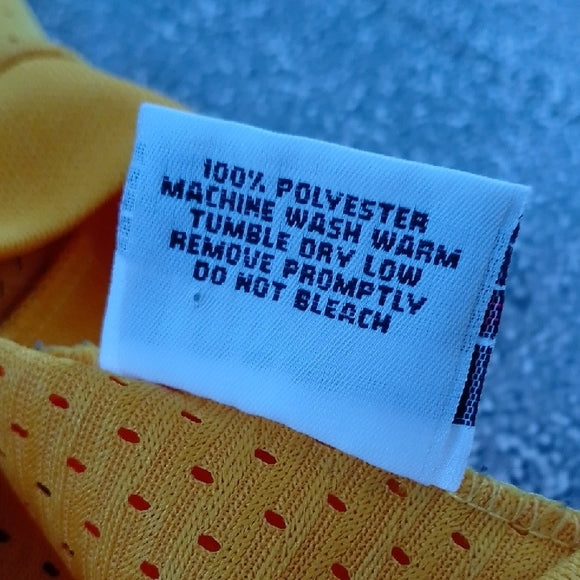 100% POLYESTER
MACHINE WASH WARM
TUMBLE DRY LOW
REMOVE PROMPTLY
DO NOT BLEACH